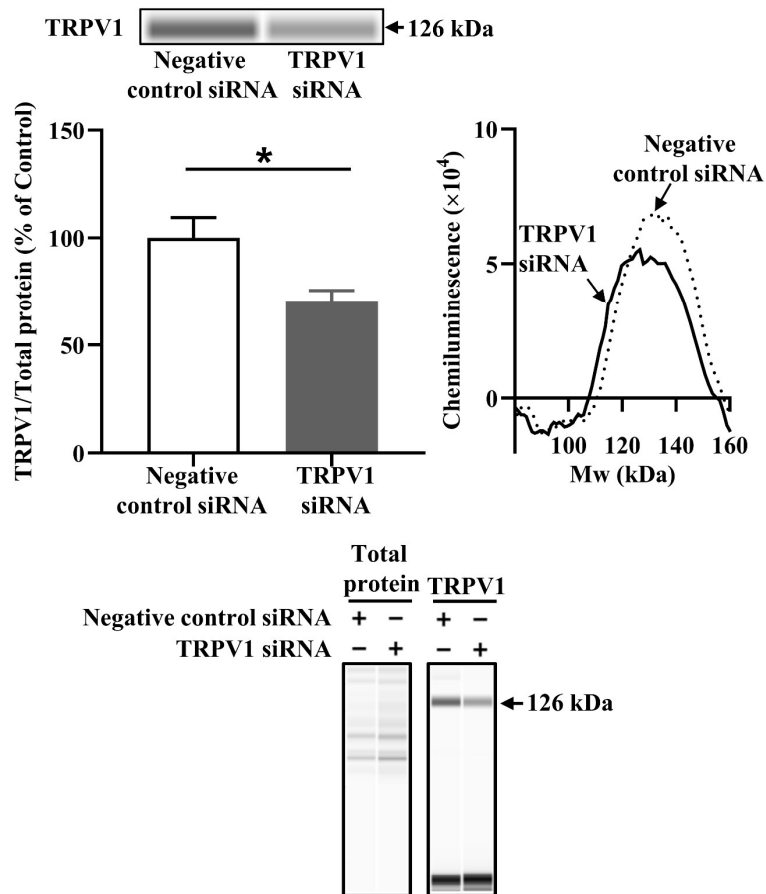 TRPV1
126 kDa
Negative
control siRNA
TRPV1
siRNA
TRPV1/Total protein (% of Control)
150
100
50
0
*
Negative
control siRNA
TRPV1
siRNA
Chemiluminescence (×10⁴)
10
5
0
Negative
control siRNA
TRPV1
siRNA
100 120 140 160
Mw (kDa)
Total
protein
TRPV1
Negative control siRNA + − + −
TRPV1 siRNA − + − +
126 kDa